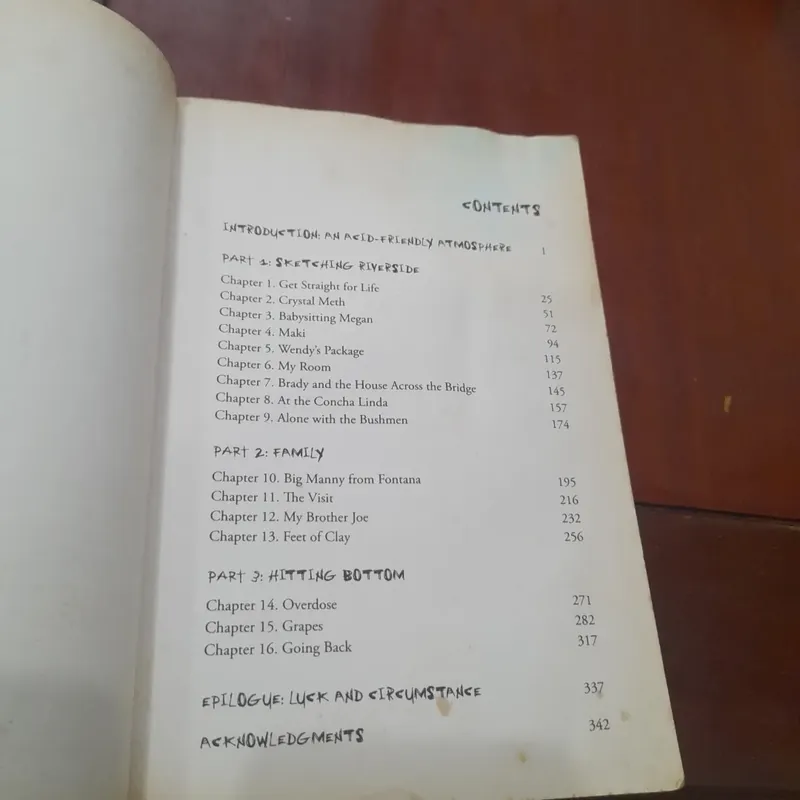 CONTENTS
INTRODUCTION: AN ACID-FRIENDLY ATMOSPHERE 1
PART 1: SKETCHING RIVERSIDE
Chapter 1. Get Straight for Life 25
Chapter 2. Crystal Meth 51
Chapter 3. Babysitting Megan 72
Chapter 4. Maki 94
Chapter 5. Wendy's Package 115
Chapter 6. My Room 137
Chapter 7. Brady and the House Across the Bridge 145
Chapter 8. At the Concha Linda 157
Chapter 9. Alone with the Bushmen 174
PART 2: FAMILY
Chapter 10. Big Manny from Fontana 195
Chapter 11. The Visit 216
Chapter 12. My Brother Joe 232
Chapter 13. Feet of Clay 256
PART 3: HITTING BOTTOM
Chapter 14. Overdose 271
Chapter 15. Grapes 282
Chapter 16. Going Back 317
EPILOGUE: LUCK AND CIRCUMSTANCE 337
ACKNOWLEDGMENTS 342